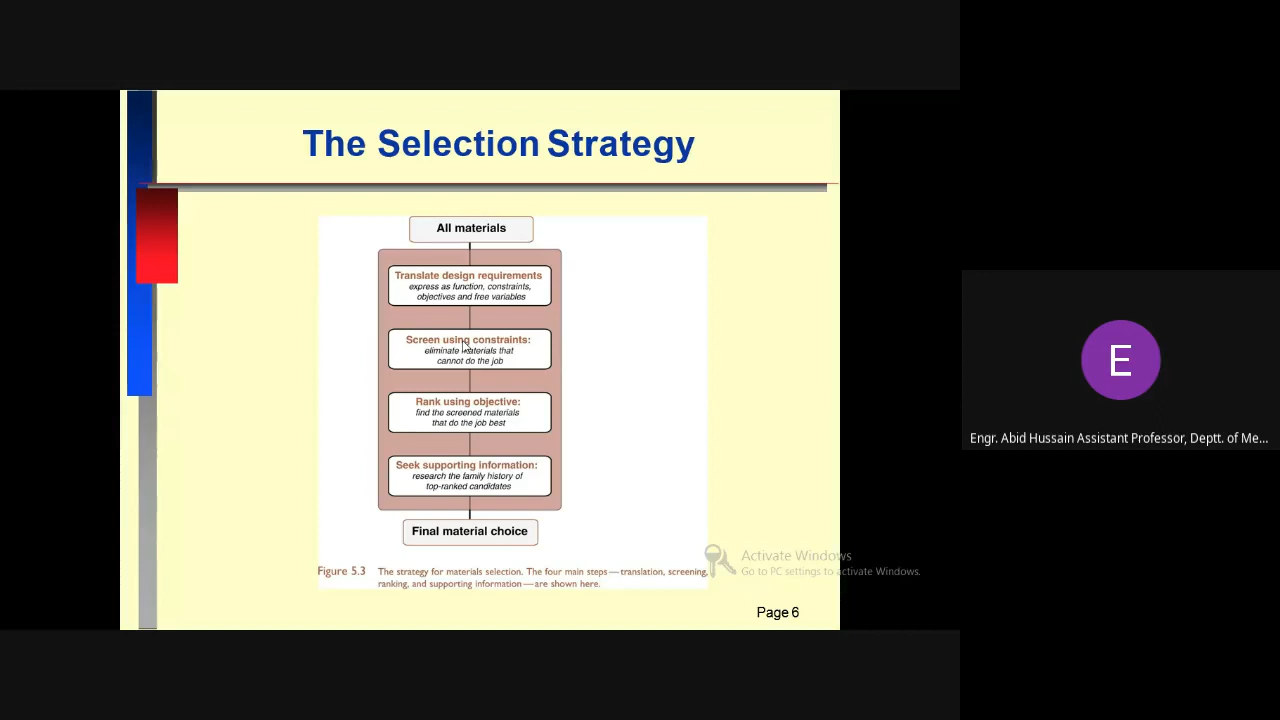 The Selection Strategy
All materials
Translate design requirements
express as function, constraints,
objectives and free variables
Screen using constraints:
eliminate materials that
cannot do the job
Rank using objective:
find the screened materials
that do the job best
Seek supporting information:
research the family history of
top-ranked candidates
Final material choice
Figure 5.3 The strategy for materials selection. The four main steps—translation, screening,
ranking, and supporting information—are shown here.
Activate Windows
Go to PC settings to activate Windows.
Page 6
E
Engr. Abid Hussain Assistant Professor, Deptt. of Me...